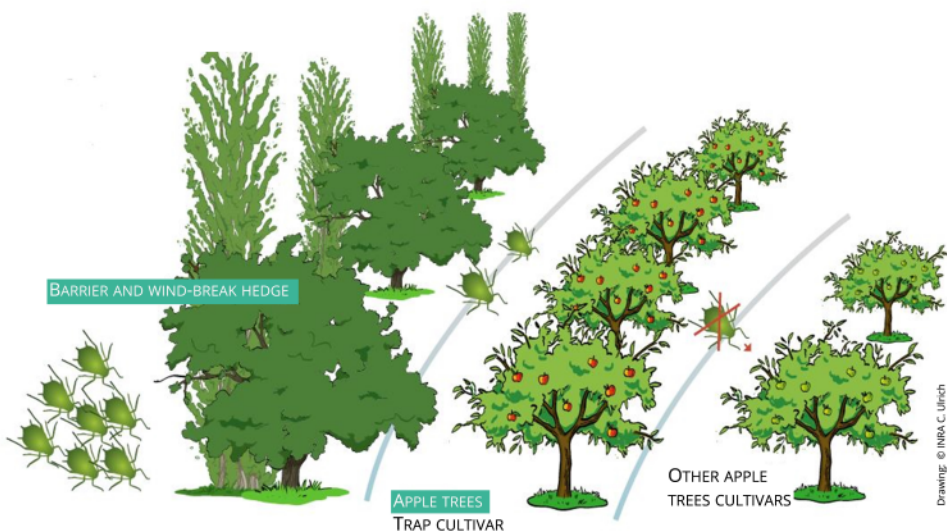 BARRIER AND WIND-BREAK HEDGE
APPLE TREES
TRAP CULTIVAR
OTHER APPLE
TREES CULTIVARS
Drawing: © INRA C. Ulrich